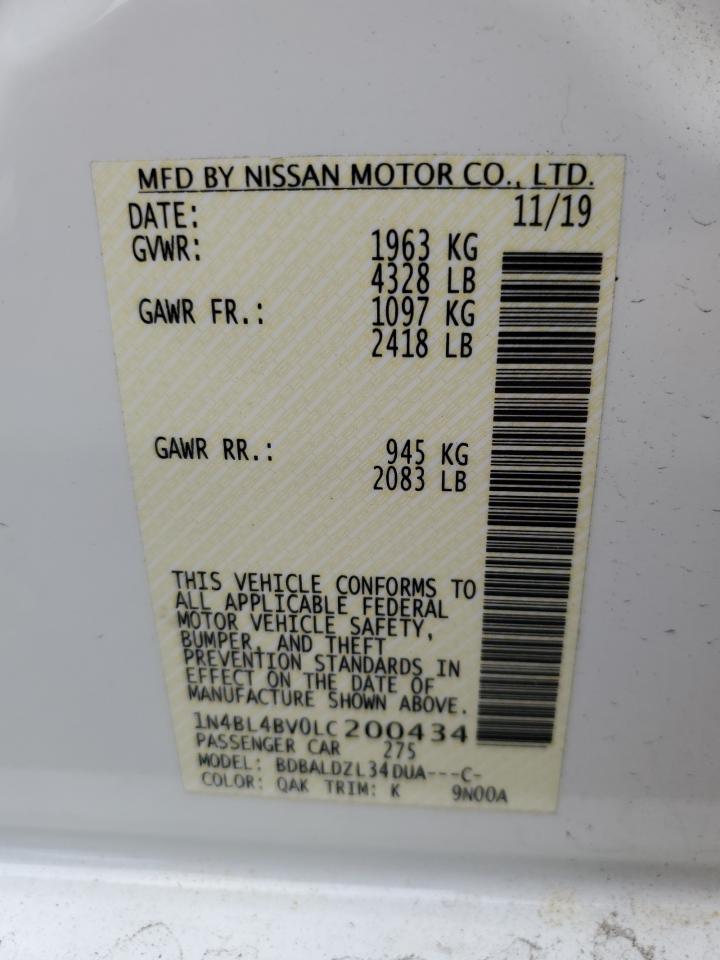 MFD BY NISSAN MOTOR CO., LTD.
DATE: 11/19
GVWR: 1963 KG
4328 LB
GAWR FR.: 1097 KG
2418 LB
GAWR RR.: 945 KG
2083 LB
THIS VEHICLE CONFORMS TO
ALL APPLICABLE FEDERAL
MOTOR VEHICLE SAFETY,
BUMPER, AND THEFT
PREVENTION STANDARDS IN
EFFECT ON THE DATE OF
MANUFACTURE SHOWN ABOVE.
1N4BL4BV0LC200434
PASSENGER CAR 275
MODEL: BDBALDZL34DUA---C-
COLOR: QAK TRIM: K 9N00A